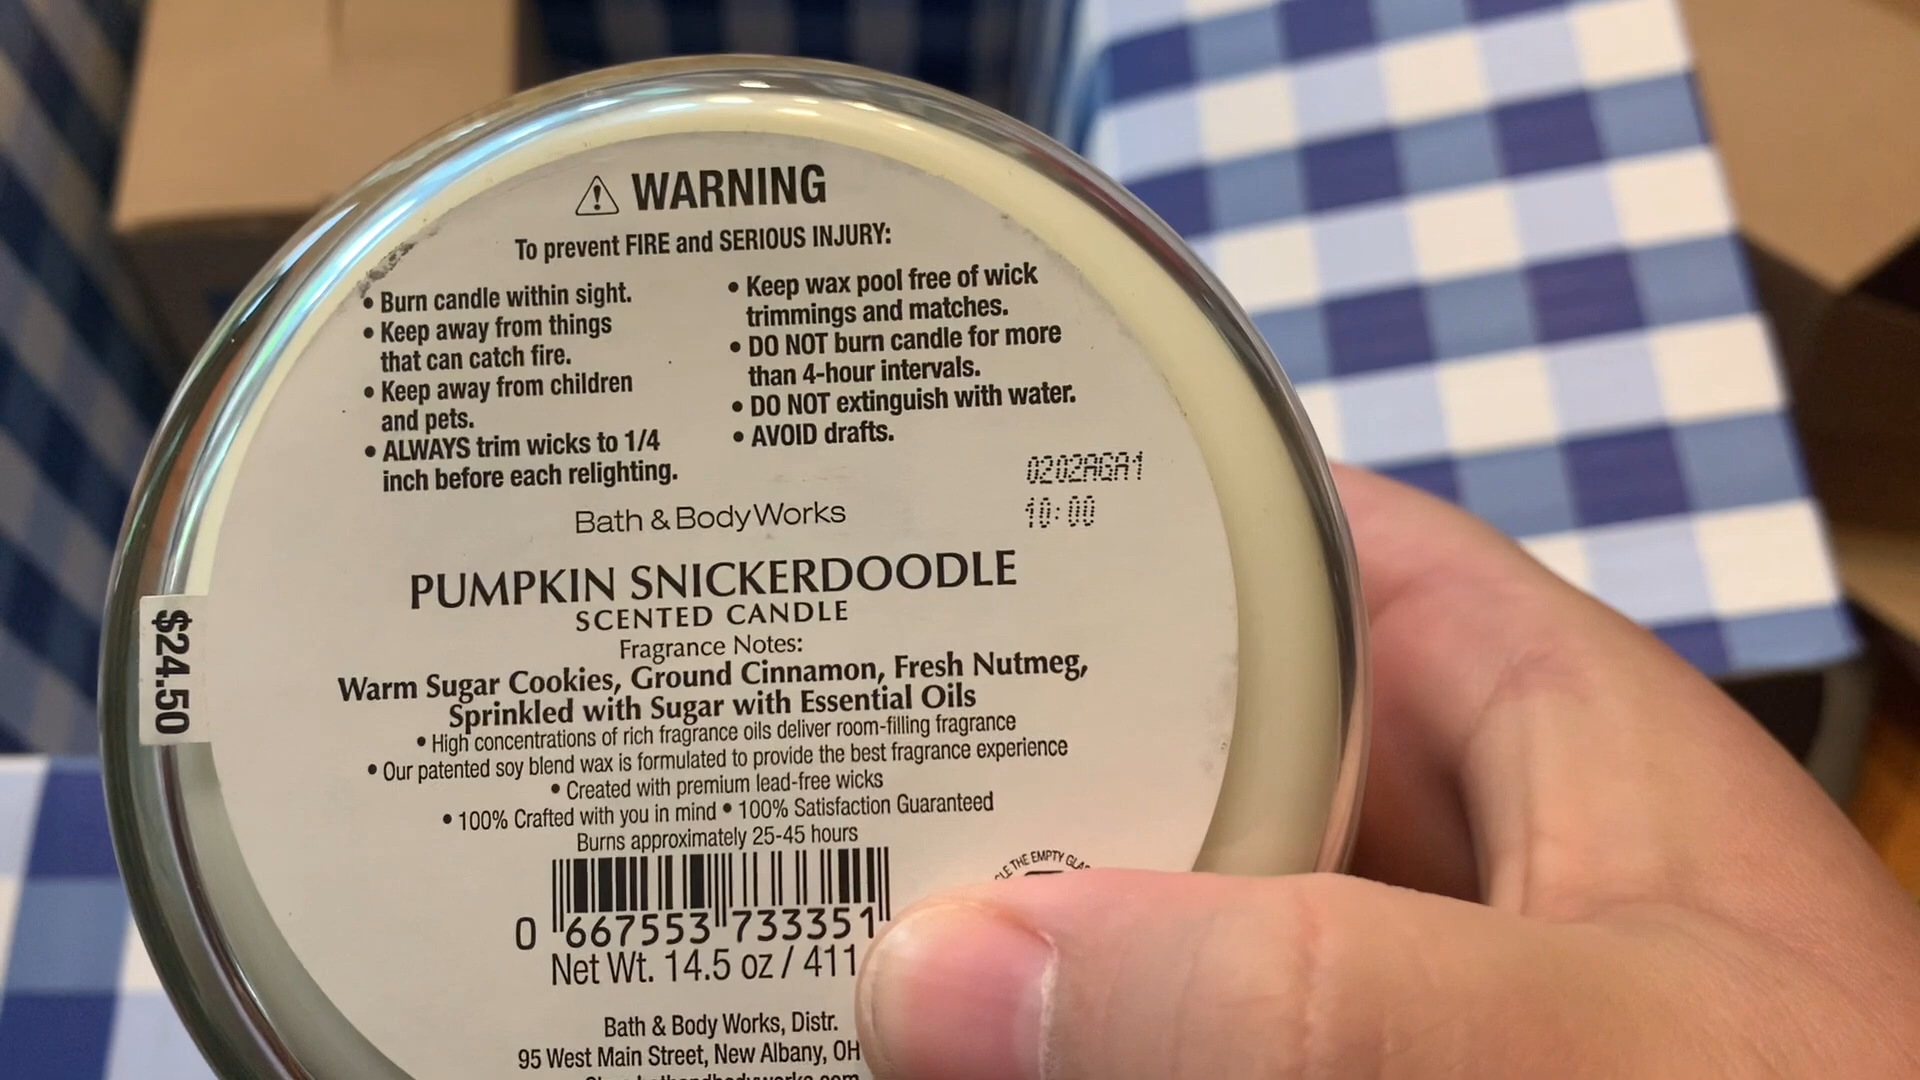 WARNING
To prevent FIRE and SERIOUS INJURY:
• Burn candle within sight.
• Keep away from things
that can catch fire.
• Keep away from children
and pets.
• ALWAYS trim wicks to 1/4
inch before each relighting.
• Keep wax pool free of wick
trimmings and matches.
• DO NOT burn candle for more
than 4-hour intervals.
• DO NOT extinguish with water.
• AVOID drafts.
0202AGA1
10:00
Bath & Body Works
PUMPKIN SNICKERDOODLE
SCENTED CANDLE
Fragrance Notes:
Warm Sugar Cookies, Ground Cinnamon, Fresh Nutmeg,
Sprinkled with Sugar with Essential Oils
• High concentrations of rich fragrance oils deliver room-filling fragrance
• Our patented soy blend wax is formulated to provide the best fragrance experience
• Created with premium lead-free wicks
• 100% Crafted with you in mind • 100% Satisfaction Guaranteed
Burns approximately 25-45 hours
$24.50
THE EMPTY
0 667553 733351
Net Wt. 14.5 oz / 411
Bath & Body Works, Distr.
95 West Main Street, New Albany, OH